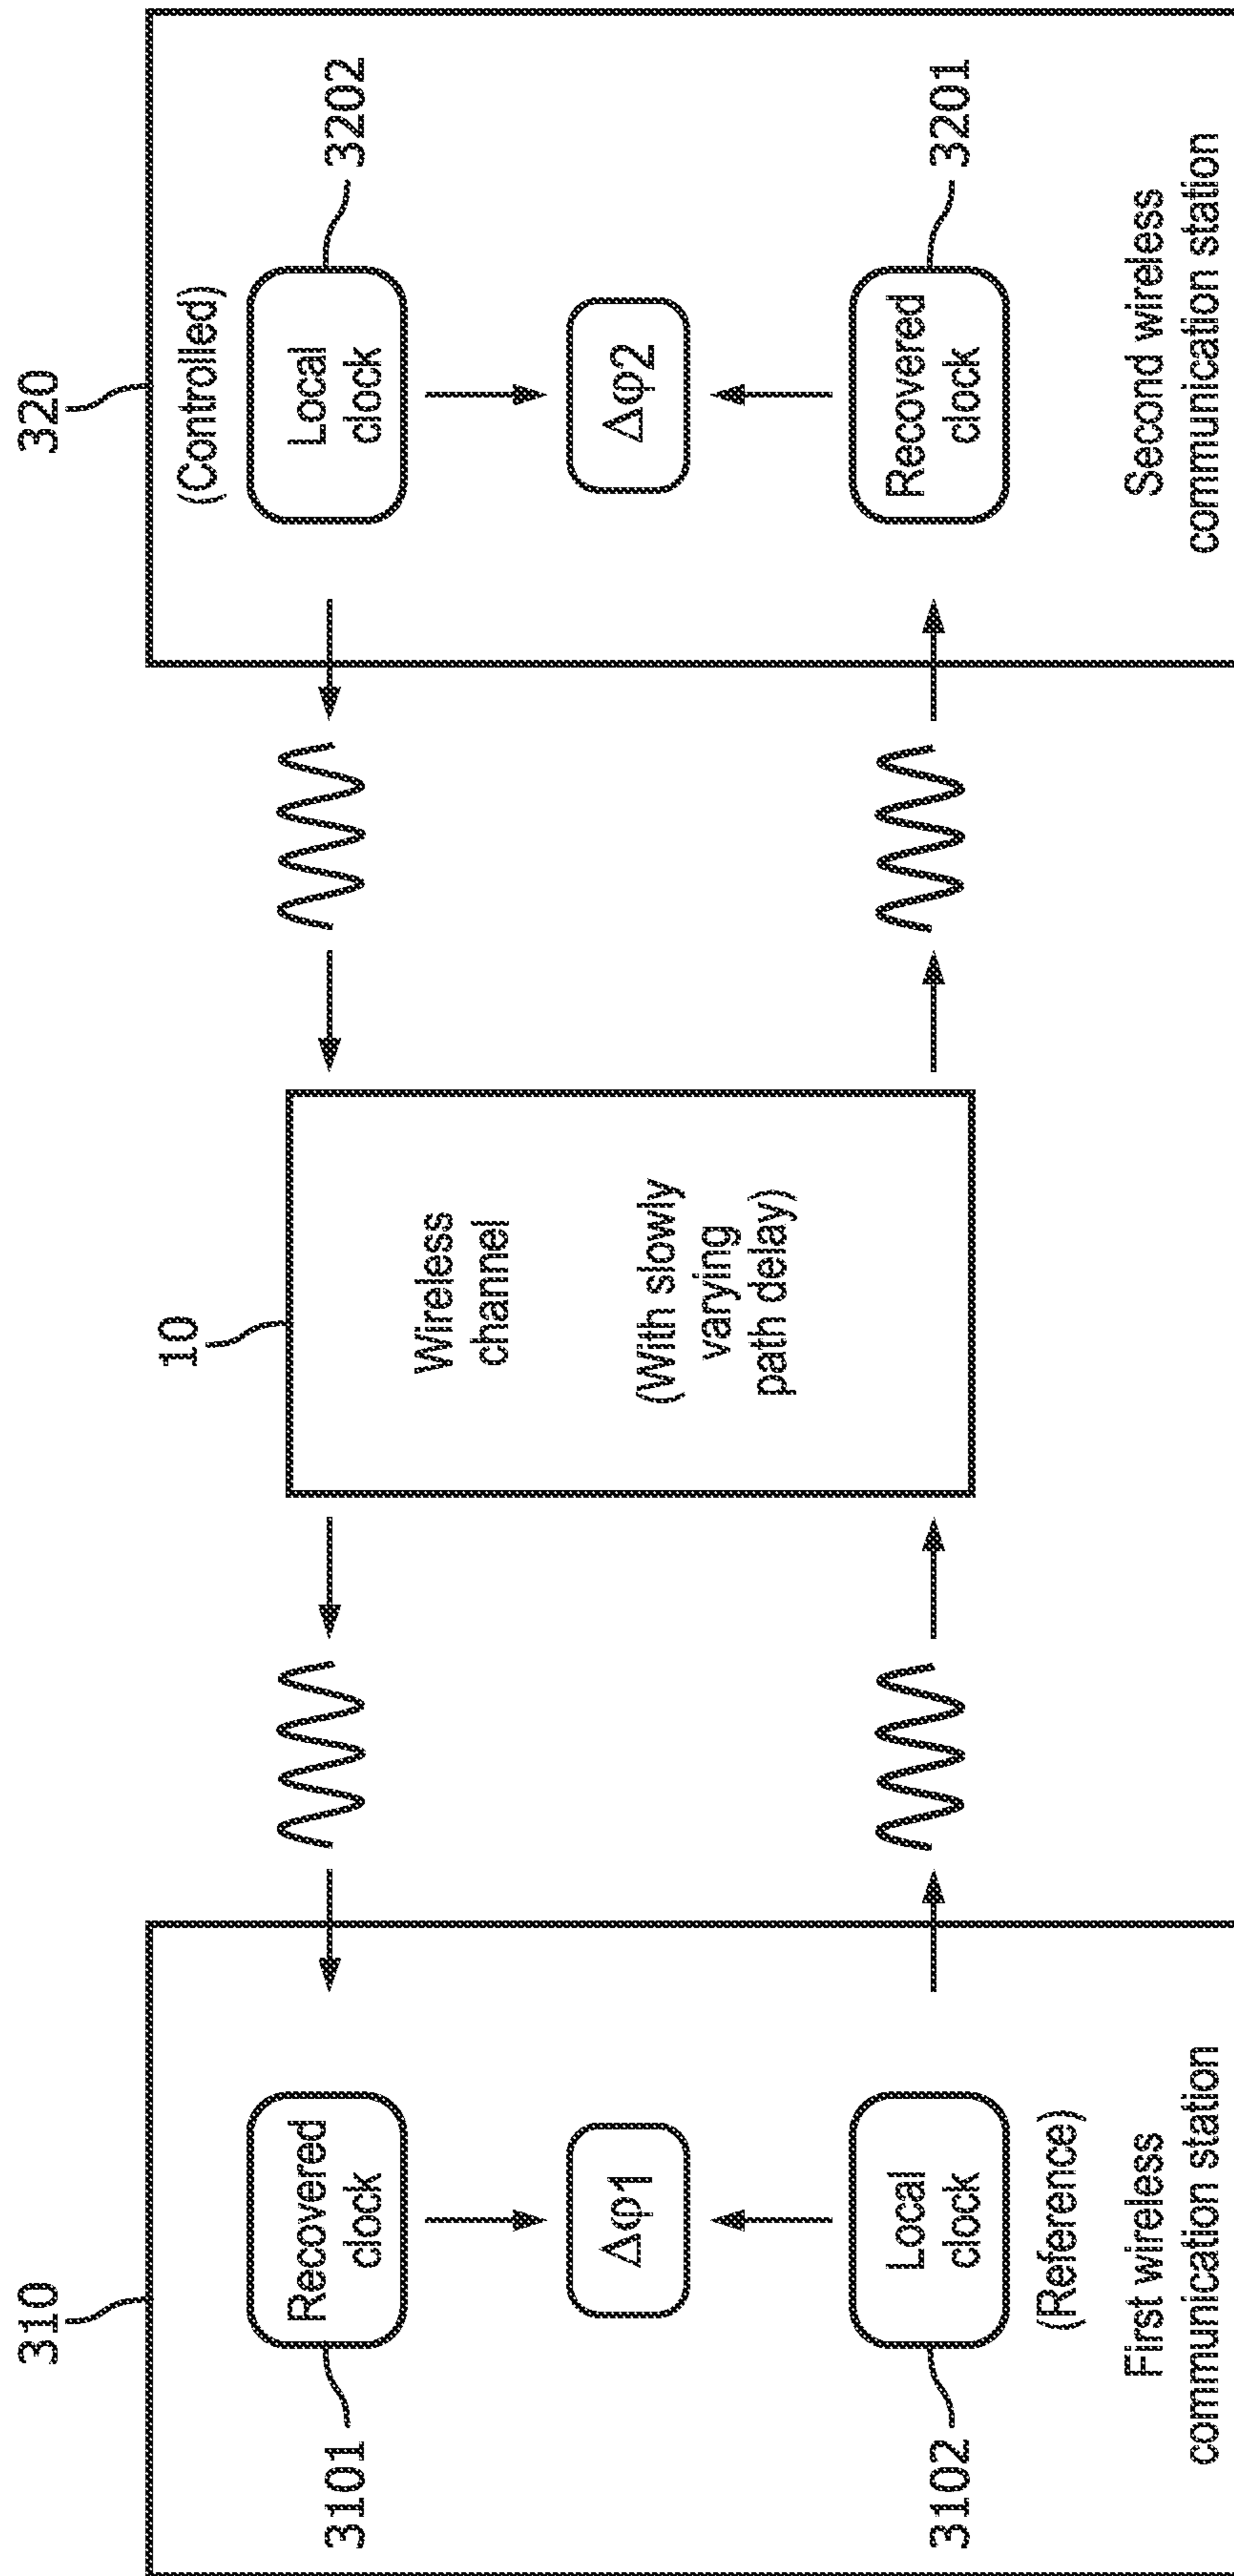 310
3101
Recovered
clock
Δφ1
3102
Local
clock
(Reference)
First wireless
communication station
10
Wireless
channel
(With slowly
varying
path delay)
320
(Controlled)
Local
clock
3202
Δφ2
Recovered
clock
3201
Second wireless
communication station